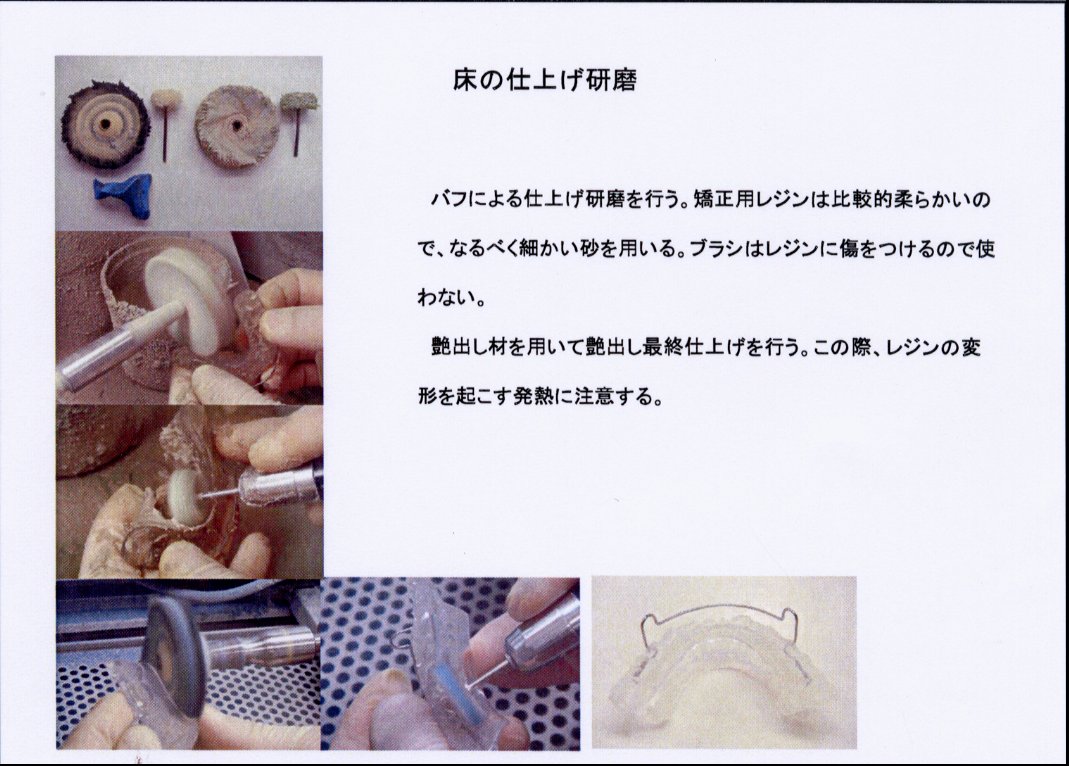 床の仕上げ研磨
バフによる仕上げ研磨を行う。矯正用レジンは比較的柔らかいの
で、なるべく細かい砂を用いる。ブラシはレジンに傷をつけるので使
わない。
艶出し材を用いて艶出し最終仕上げを行う。この際、レジンの変
形を起こす発熱に注意する。